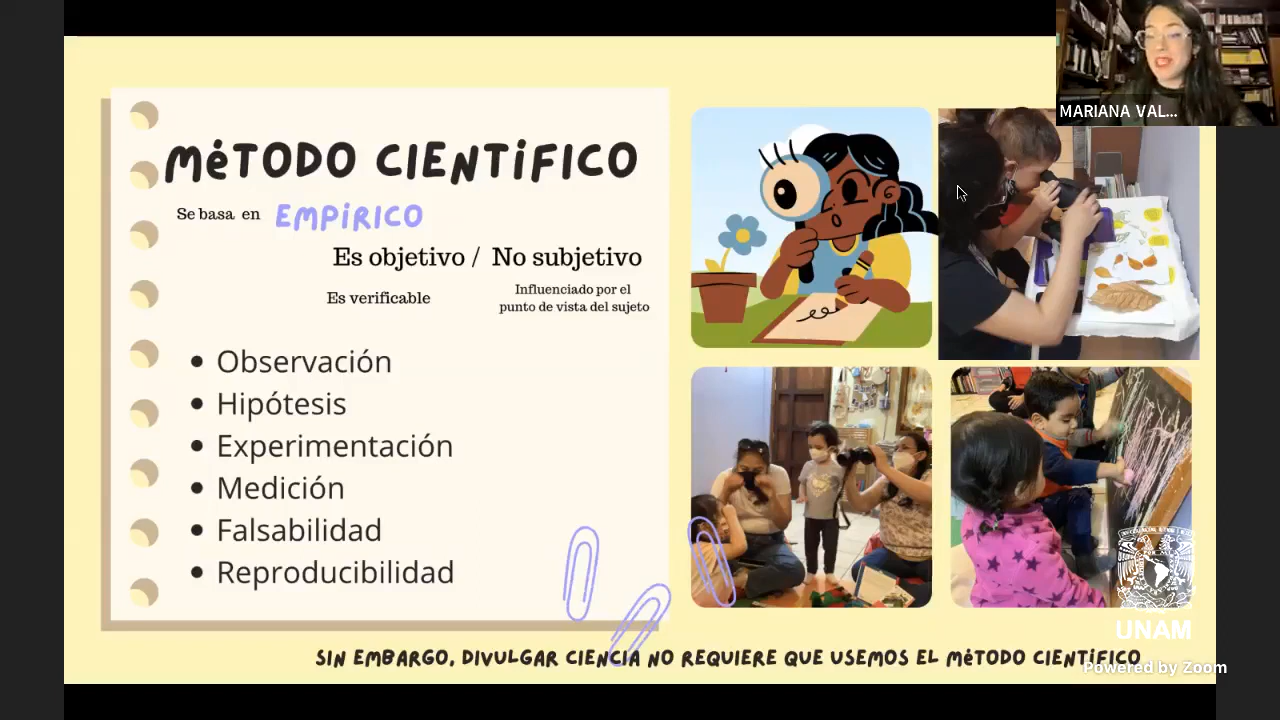 MARIANA VAL...
MéTODO CIENTíFICO
Se basa en EMPíRICO
Es objetivo / No subjetivo
Es verificable
Influenciado por el
punto de vista del sujeto
• Observación
• Hipótesis
• Experimentación
• Medición
• Falsabilidad
• Reproducibilidad
UNAM
SIN EMBARGO, DIVULGAR CIENCIA NO REQUIERE QUE USEMOS EL MéTODO CIENTíFICO
Powered by Zoom